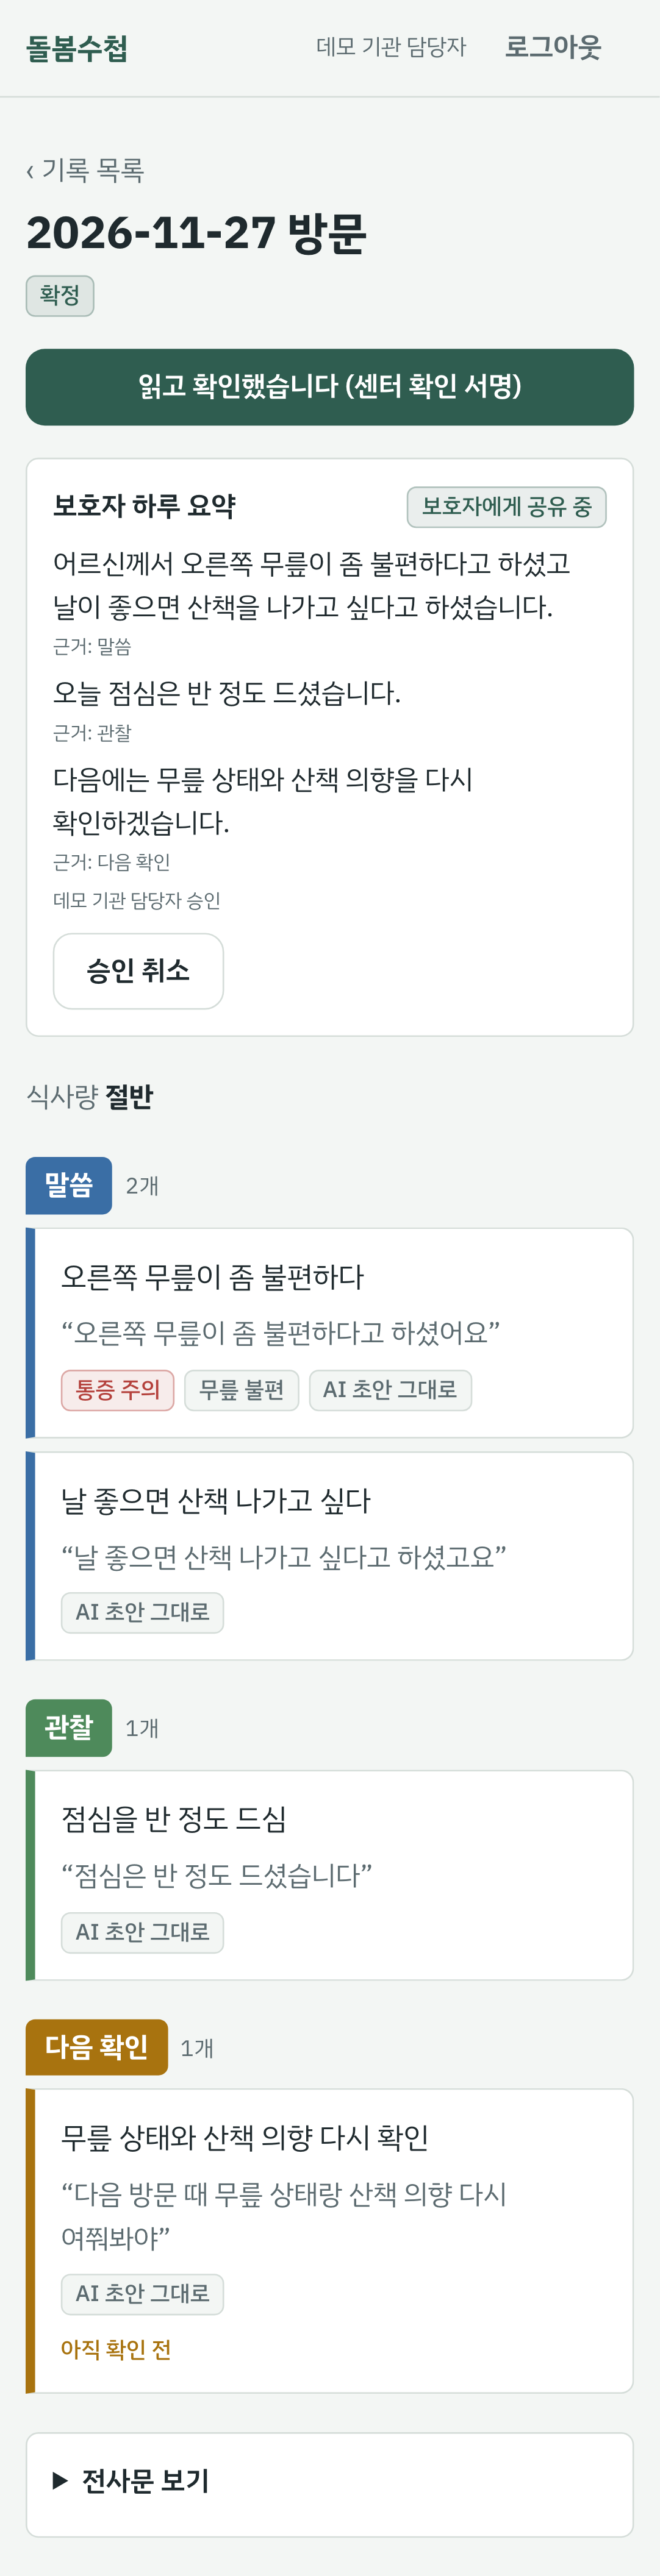 돌봄수첩 데모 기관 담당자 로그아웃
‹ 기록 목록
2026-11-27 방문
확정
읽고 확인했습니다 (센터 확인 서명)
보호자 하루 요약 보호자에게 공유 중
어르신께서 오른쪽 무릎이 좀 불편하다고 하셨고
날이 좋으면 산책을 나가고 싶다고 하셨습니다.
근거: 말씀
오늘 점심은 반 정도 드셨습니다.
근거: 관찰
다음에는 무릎 상태와 산책 의향을 다시
확인하겠습니다.
근거: 다음 확인
데모 기관 담당자 승인
승인 취소
식사량 절반
말씀 2개
오른쪽 무릎이 좀 불편하다
“오른쪽 무릎이 좀 불편하다고 하셨어요”
통증 주의 무릎 불편 AI 초안 그대로
날 좋으면 산책 나가고 싶다
“날 좋으면 산책 나가고 싶다고 하셨고요”
AI 초안 그대로
관찰 1개
점심을 반 정도 드심
“점심은 반 정도 드셨습니다”
AI 초안 그대로
다음 확인 1개
무릎 상태와 산책 의향 다시 확인
“다음 방문 때 무릎 상태랑 산책 의향 다시
여쭤봐야”
AI 초안 그대로
아직 확인 전
▶ 전사문 보기